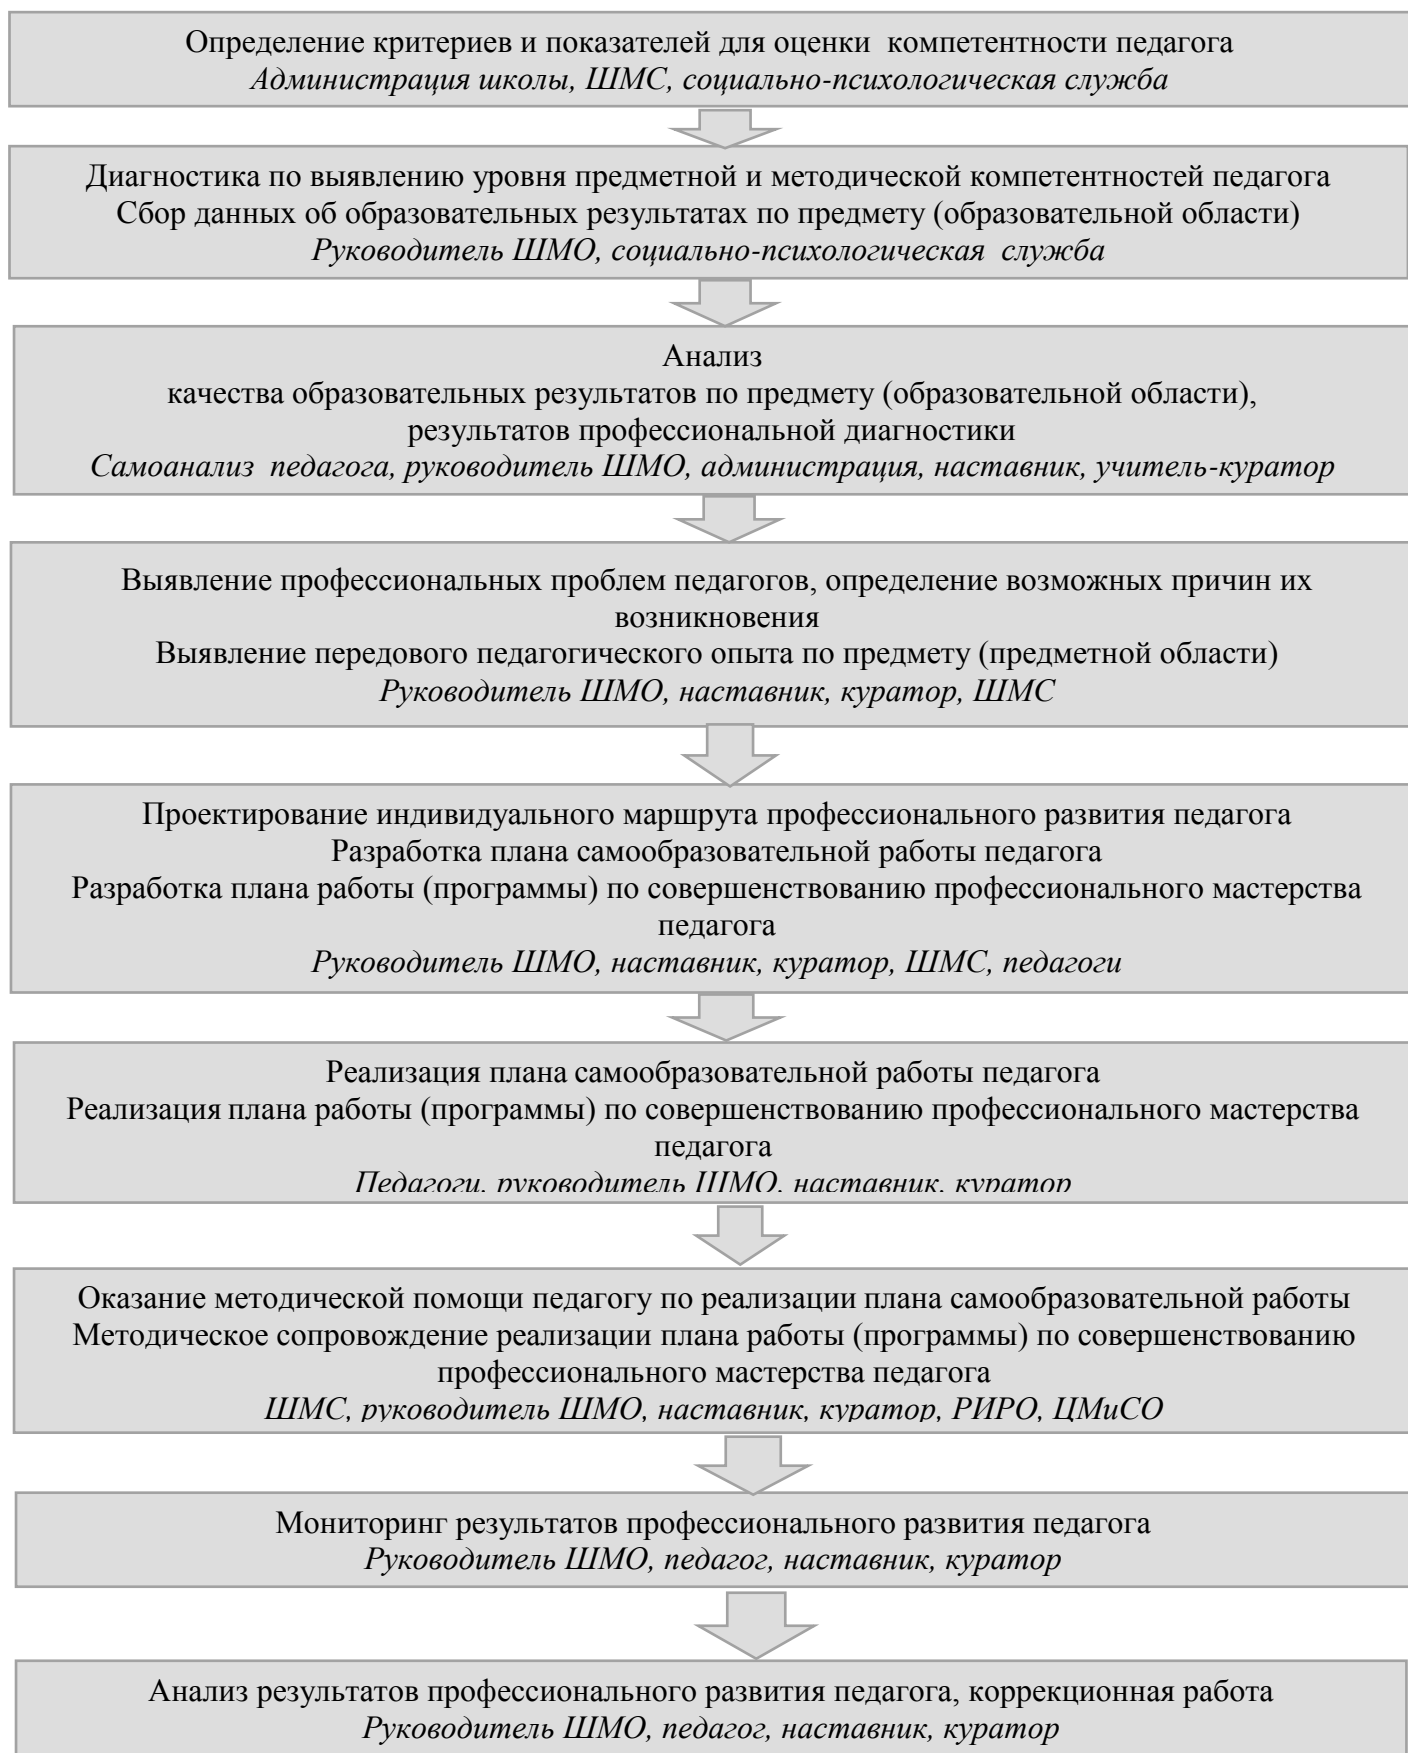 Определение критериев и показателей для оценки компетентности педагога
Администрация школы, ШМС, социально-психологическая служба
Диагностика по выявлению уровня предметной и методической компетентностей педагога
Сбор данных об образовательных результатах по предмету (образовательной области)
Руководитель ШМО, социально-психологическая служба
Анализ
качества образовательных результатов по предмету (образовательной области),
результатов профессиональной диагностики
Самоанализ педагога, руководитель ШМО, администрация, наставник, учитель-куратор
Выявление профессиональных проблем педагогов, определение возможных причин их
возникновения
Выявление передового педагогического опыта по предмету (предметной области)
Руководитель ШМО, наставник, куратор, ШМС
Проектирование индивидуального маршрута профессионального развития педагога
Разработка плана самообразовательной работы педагога
Разработка плана работы (программы) по совершенствованию профессионального мастерства
педагога
Руководитель ШМО, наставник, куратор, ШМС, педагоги
Реализация плана самообразовательной работы педагога
Реализация плана работы (программы) по совершенствованию профессионального мастерства
педагога
Педагоги, руководитель ШМО, наставник, куратор
Оказание методической помощи педагогу по реализации плана самообразовательной работы
Методическое сопровождение реализации плана работы (программы) по совершенствованию
профессионального мастерства педагога
ШМС, руководитель ШМО, наставник, куратор, РИРО, ЦМиСО
Мониторинг результатов профессионального развития педагога
Руководитель ШМО, педагог, наставник, куратор
Анализ результатов профессионального развития педагога, коррекционная работа
Руководитель ШМО, педагог, наставник, куратор